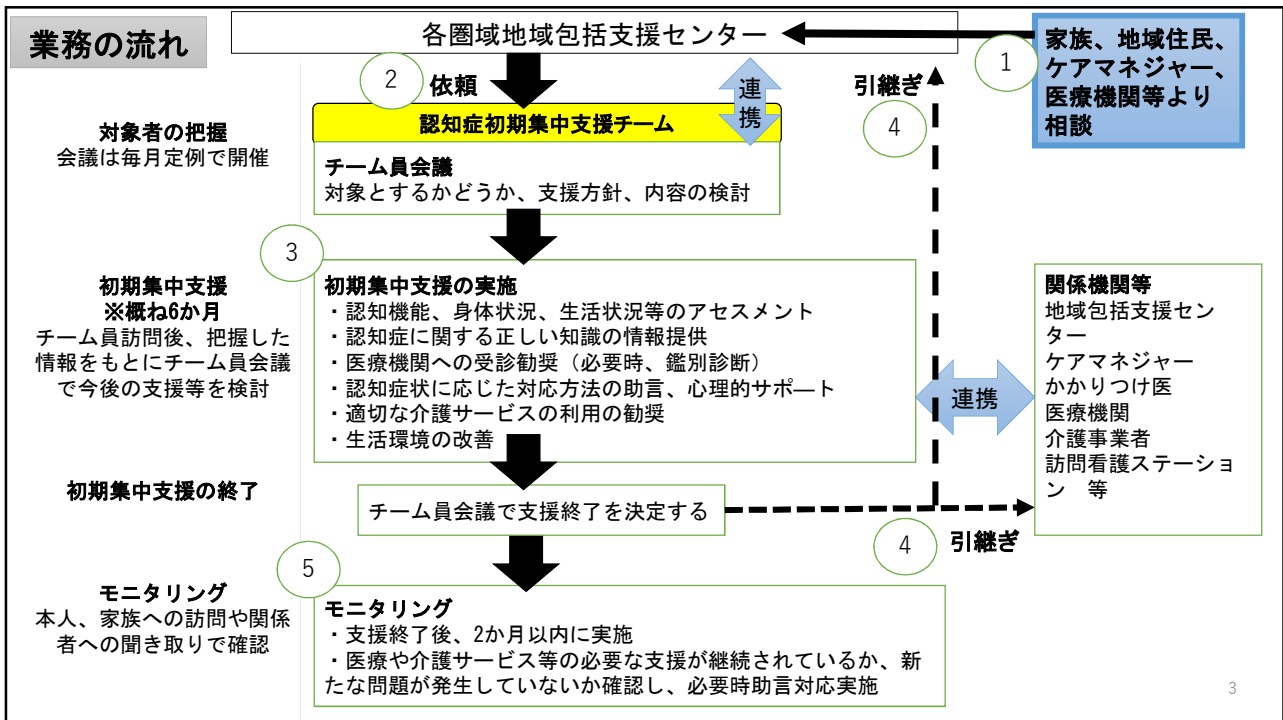 業務の流れ
各圏域地域包括支援センター
1
家族、地域住民、
ケアマネジャー、
医療機関等より
相談
2
依頼
連
携
引継ぎ
4
対象者の把握
会議は毎月定例で開催
認知症初期集中支援チーム
チーム員会議
対象とするかどうか、支援方針、内容の検討
3
初期集中支援
※概ね6か月
チーム員訪問後、把握した
情報をもとにチーム員会議
で今後の支援等を検討
初期集中支援の実施
・認知機能、身体状況、生活状況等のアセスメント
・認知症に関する正しい知識の情報提供
・医療機関への受診勧奨（必要時、鑑別診断）
・認知症状に応じた対応方法の助言、心理的サポ―ト
・適切な介護サービスの利用の勧奨
・生活環境の改善
連携
関係機関等
地域包括支援セン
ター
ケアマネジャー
かかりつけ医
医療機関
介護事業者
訪問看護ステーショ
ン　等
初期集中支援の終了
チーム員会議で支援終了を決定する
4
引継ぎ
5
モニタリング
本人、家族への訪問や関係
者への聞き取りで確認
モニタリング
・支援終了後、2か月以内に実施
・医療や介護サービス等の必要な支援が継続されているか、新
たな問題が発生していないか確認し、必要時助言対応実施
3